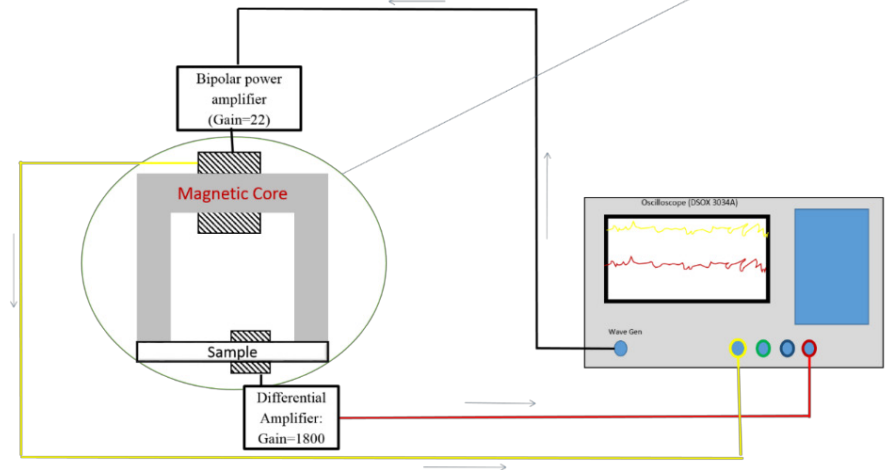 Bipolar power
amplifier
(Gain=22)
Magnetic Core
Oscilloscope (DSOX 3034A)
Wave Gen
Sample
Differential
Amplifier:
Gain=1800